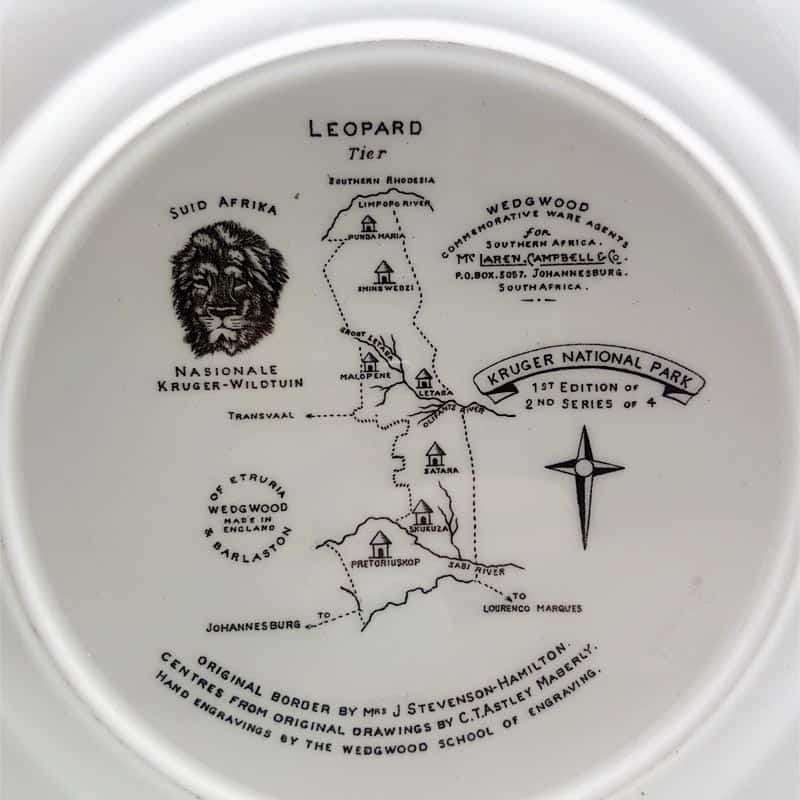 LEOPARD
Tier
SUID AFRIKA
NASIONALE
KRUGER-WILDTUIN
SOUTHERN RHODESIA
LIMPOPO RIVER
PUNDA MARIA
SHINGWEDZI
GROOT LETABA
MALOPENE
LETABA
OLIFANTS RIVER
TRANSVAAL
SATARA
SKUKUZA
PRETORIUSKOP
SABI RIVER
TO
LOURENCO MARQUES
TO
JOHANNESBURG
WEDGWOOD
COMMEMORATIVE WARE AGENTS
for
SOUTHERN AFRICA.
Mc LAREN, CAMPBELL & Co.
P.O.BOX.5057. JOHANNESBURG.
SOUTH AFRICA.
KRUGER NATIONAL PARK
1ST EDITION OF
2ND SERIES OF 4
OF ETRURIA
WEDGWOOD
MADE IN
ENGLAND
& BARLASTON
ORIGINAL BORDER BY MRS J STEVENSON-HAMILTON.
CENTRES FROM ORIGINAL DRAWINGS BY C.T.ASTLEY MABERLY.
HAND ENGRAVINGS BY THE WEDGWOOD SCHOOL OF ENGRAVING.